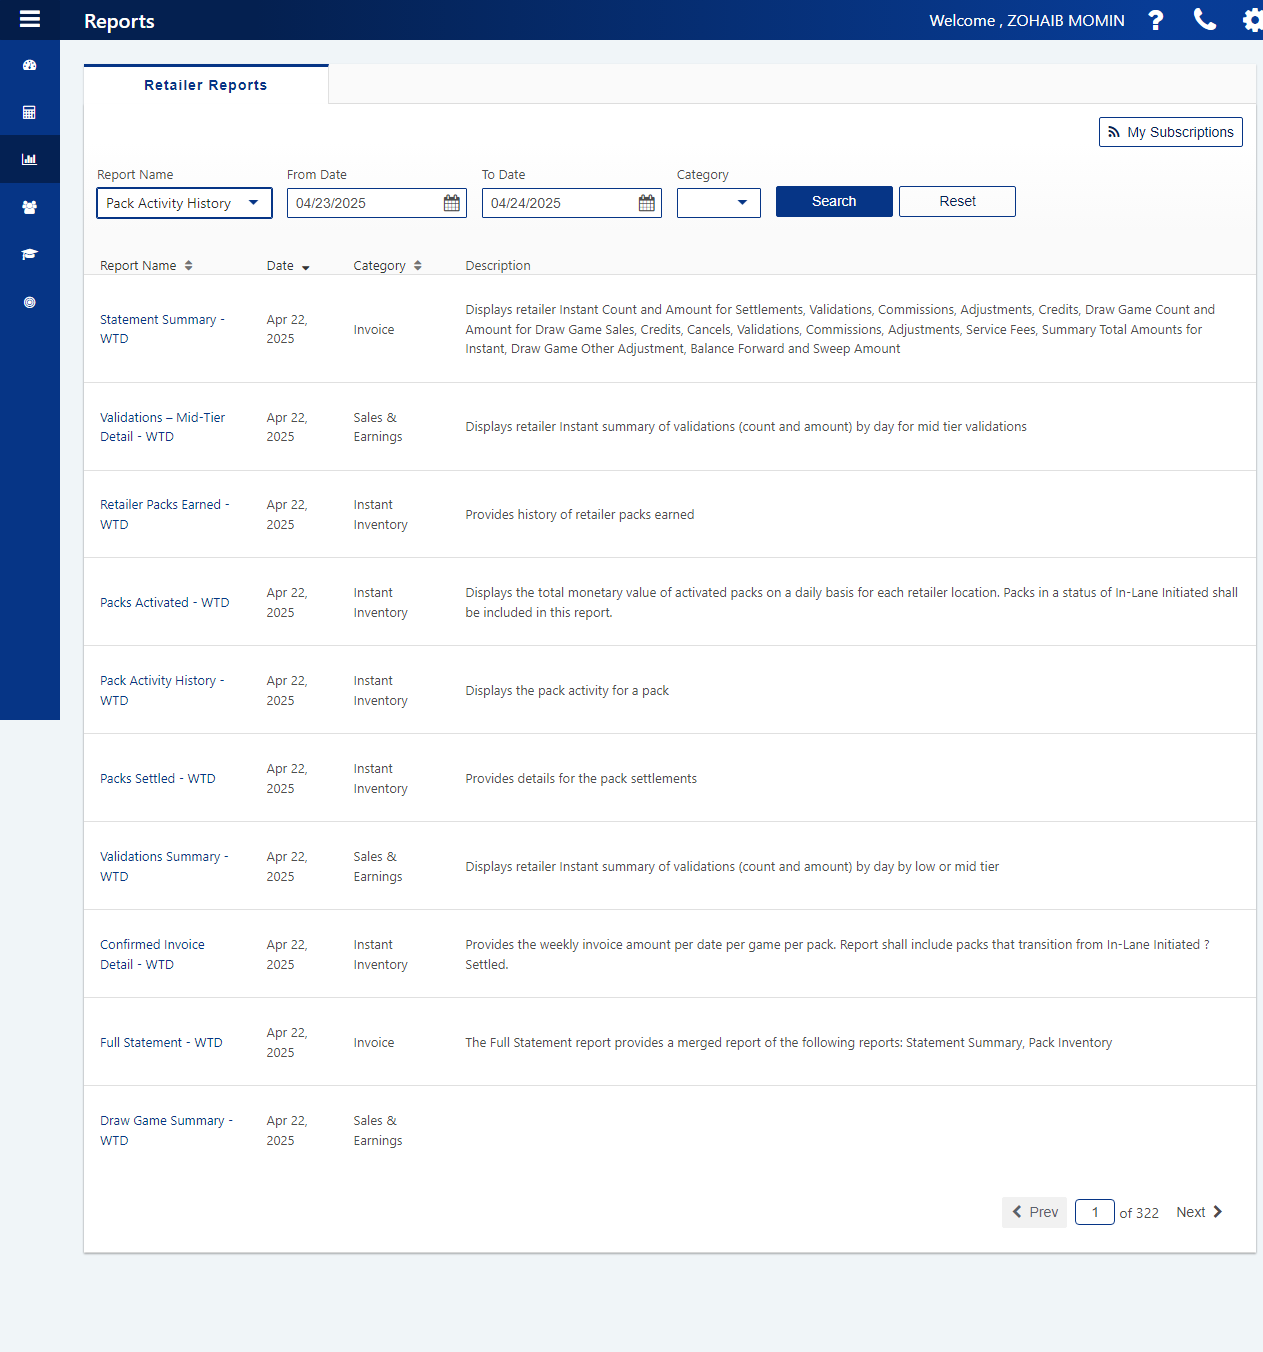 Reports
Welcome , ZOHAIB MOMIN
Retailer Reports
My Subscriptions
Report Name
From Date
To Date
Category
Pack Activity History
04/23/2025
04/24/2025
Search
Reset
Report Name
Date
Category
Description
Statement Summary -
WTD
Apr 22,
2025
Invoice
Displays retailer Instant Count and Amount for Settlements, Validations, Commissions, Adjustments, Credits, Draw Game Count and
Amount for Draw Game Sales, Credits, Cancels, Validations, Commissions, Adjustments, Service Fees, Summary Total Amounts for
Instant, Draw Game Other Adjustment, Balance Forward and Sweep Amount
Validations – Mid-Tier
Detail - WTD
Apr 22,
2025
Sales &
Earnings
Displays retailer Instant summary of validations (count and amount) by day for mid tier validations
Retailer Packs Earned -
WTD
Apr 22,
2025
Instant
Inventory
Provides history of retailer packs earned
Packs Activated - WTD
Apr 22,
2025
Instant
Inventory
Displays the total monetary value of activated packs on a daily basis for each retailer location. Packs in a status of In-Lane Initiated shall
be included in this report.
Pack Activity History -
WTD
Apr 22,
2025
Instant
Inventory
Displays the pack activity for a pack
Packs Settled - WTD
Apr 22,
2025
Instant
Inventory
Provides details for the pack settlements
Validations Summary -
WTD
Apr 22,
2025
Sales &
Earnings
Displays retailer Instant summary of validations (count and amount) by day by low or mid tier
Confirmed Invoice
Detail - WTD
Apr 22,
2025
Instant
Inventory
Provides the weekly invoice amount per date per game per pack. Report shall include packs that transition from In-Lane Initiated ?
Settled.
Full Statement - WTD
Apr 22,
2025
Invoice
The Full Statement report provides a merged report of the following reports: Statement Summary, Pack Inventory
Draw Game Summary -
WTD
Apr 22,
2025
Sales &
Earnings
Prev
1
of 322
Next